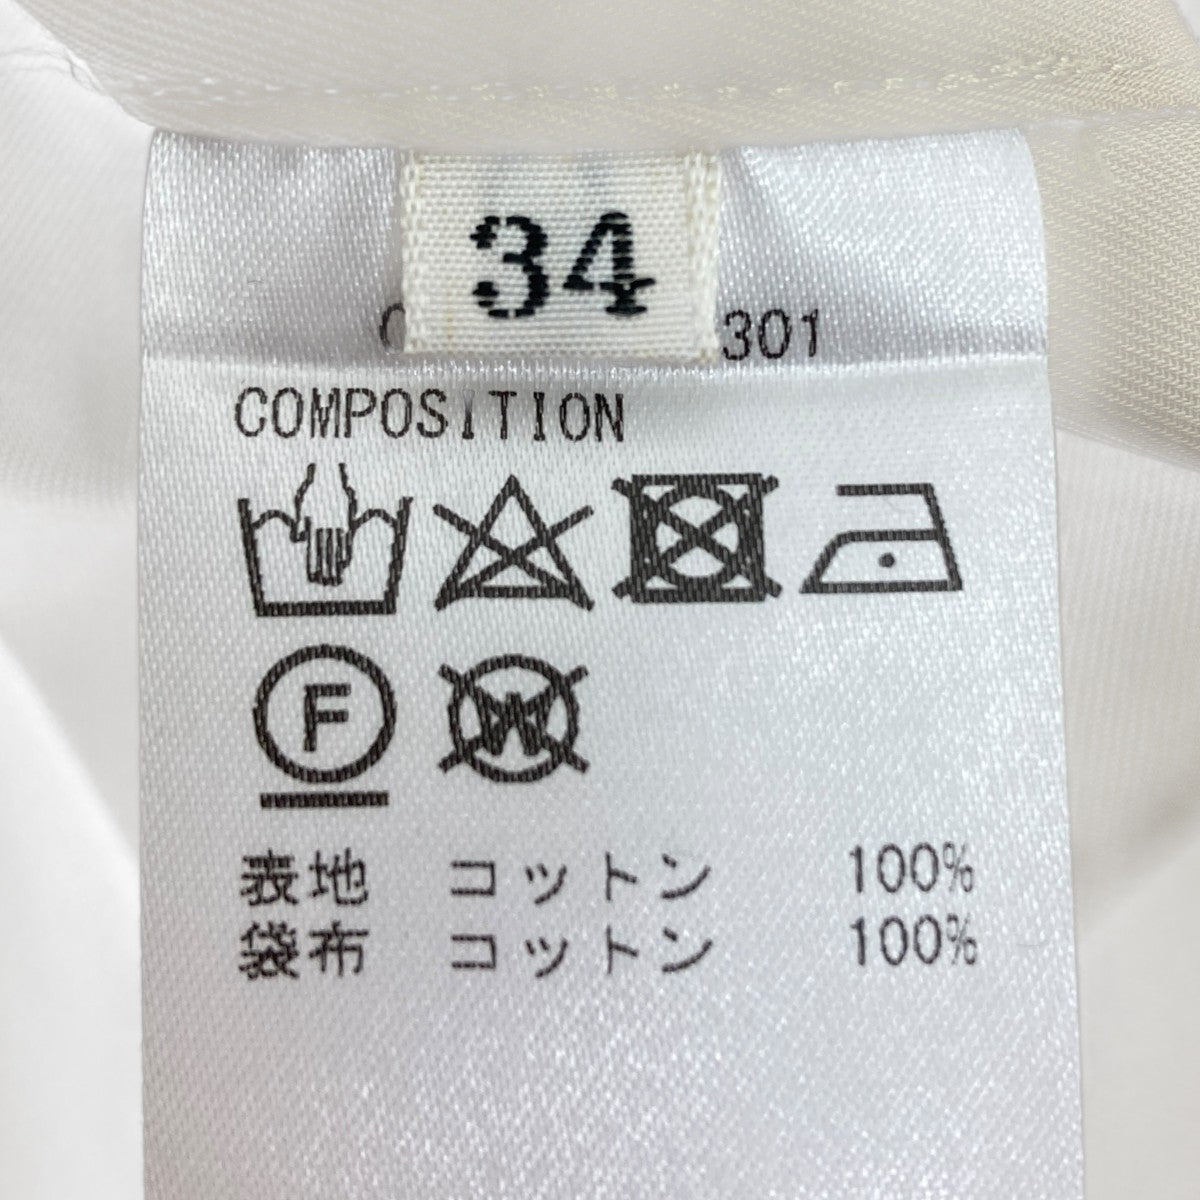 34
301
COMPOSITION
F
W
表地 コットン 100%
袋布 コットン 100%